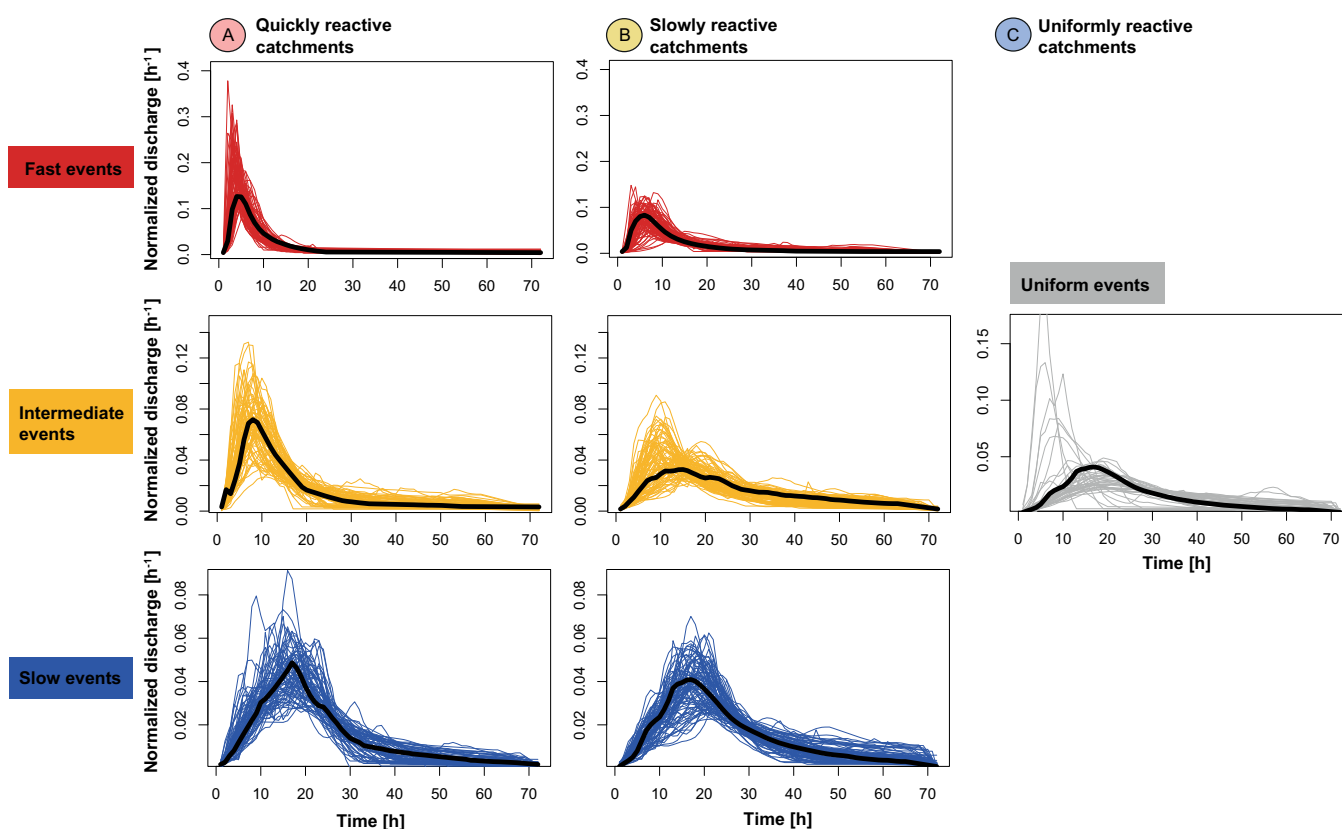 A Quickly reactive
catchments
B Slowly reactive
catchments
C Uniformly reactive
catchments
Fast events
Normalized discharge [h⁻¹]
0.0 0.1 0.2 0.3 0.4
0 10 20 30 40 50 60 70
0.0 0.1 0.2 0.3 0.4
0 10 20 30 40 50 60 70
Intermediate
events
Normalized discharge [h⁻¹]
0.00 0.04 0.08 0.12
0 10 20 30 40 50 60 70
0.00 0.04 0.08 0.12
0 10 20 30 40 50 60 70
Uniform events
0.05 0.10 0.15
0 10 20 30 40 50 60 70
Time [h]
Slow events
Normalized discharge [h⁻¹]
0.02 0.04 0.06 0.08
0 10 20 30 40 50 60 70
Time [h]
0.02 0.04 0.06 0.08
0 10 20 30 40 50 60 70
Time [h]